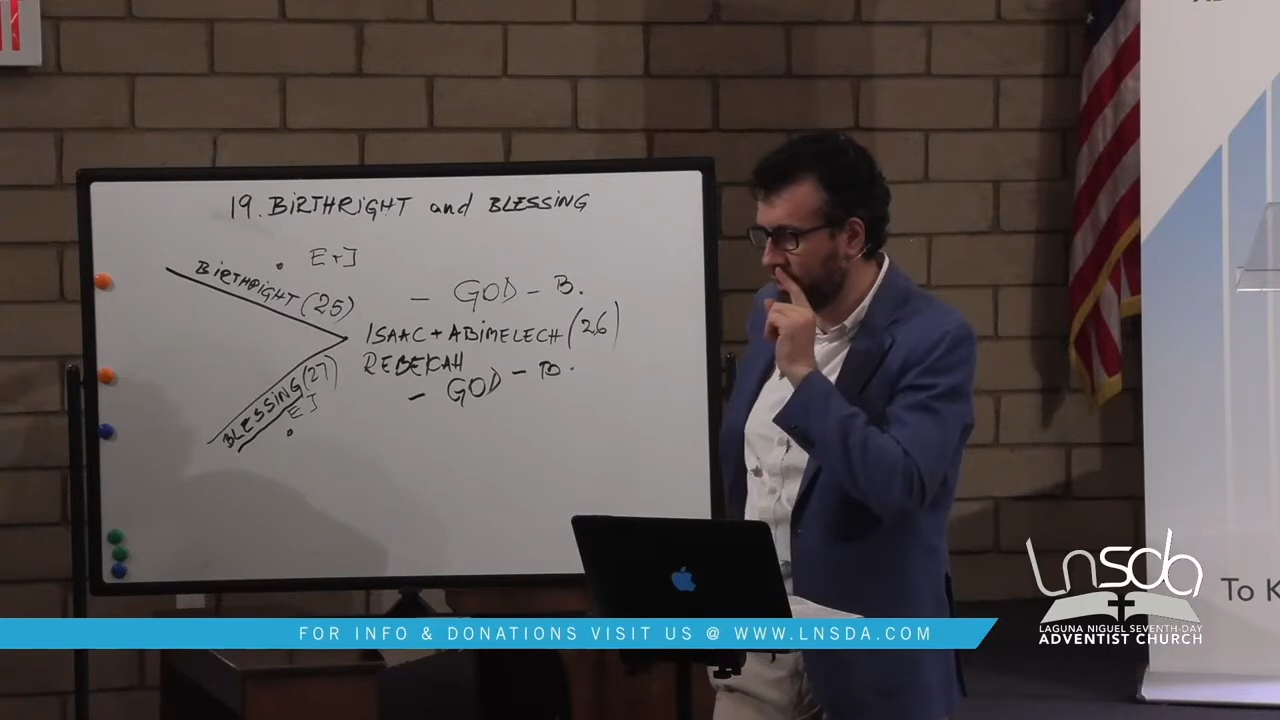 19. BIRTHRIGHT and BLESSING
E + J
BIRTHRIGHT (25)
- GOD - B.
ISAAC + ABIMELECH (26)
REBEKAH
- GOD - B.
BLESSING (27)
E J
LnSDa
LAGUNA NIGUEL SEVENTH-DAY
ADVENTIST CHURCH
To K
FOR INFO & DONATIONS VISIT US @ WWW.LNSDA.COM